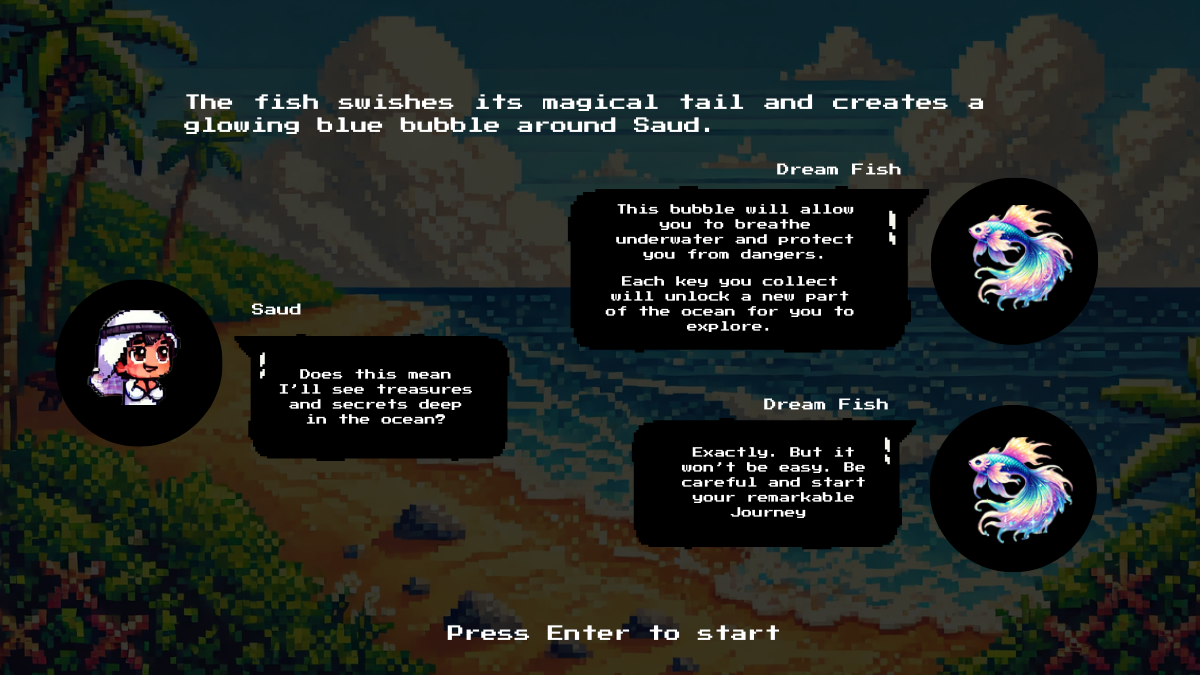 The fish swishes its magical tail and creates a
glowing blue bubble around Saud.
Dream Fish
This bubble will allow
you to breathe
underwater and protect
you from dangers.
Each key you collect
will unlock a new part
of the ocean for you to
explore.
Saud
Does this mean
I'll see treasures
and secrets deep
in the ocean?
Dream Fish
Exactly. But it
won't be easy. Be
careful and start
your remarkable
Journey
Press Enter to start